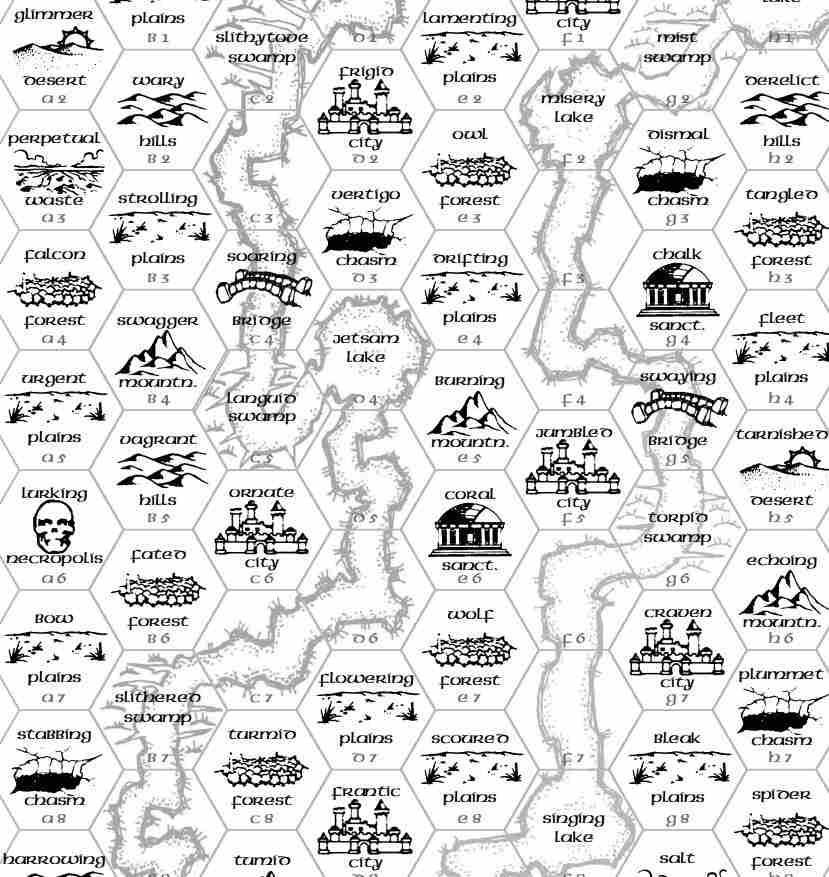 glimmer
desert
a2
perpetual
waste
a3
falcon
forest
a4
urgent
plains
a5
lurking
necropolis
a6
bow
plains
a7
stabbing
chasm
a8
harrowing
plains
b1
wary
hills
b2
strolling
plains
b3
swagger
mountn.
b4
vagrant
hills
b5
fated
forest
b6
slithered
swamp
b7
slithytove
swamp
c2
c3
soaring
bridge
c4
languid
swamp
c5
ornate
city
c6
c7
turmid
forest
c8
tumid
d1
frigid
city
d2
vertigo
chasm
d3
jetsam
lake
d4
d5
d6
flowering
plains
d7
frantic
city
lamenting
plains
e2
owl
forest
e3
drifting
plains
e4
burning
mountn.
e5
coral
sanct.
e6
wolf
forest
e7
scoured
plains
e8
city
f1
misery
lake
f2
f3
f4
jumbled
city
f5
f6
f7
singing
lake
mist
swamp
g2
dismal
chasm
g3
chalk
sanct.
g4
swaying
bridge
g5
torpid
swamp
g6
craven
city
g7
bleak
plains
g8
salt
h1
derelict
hills
h2
tangled
forest
h3
fleet
plains
h4
tarnished
desert
h5
echoing
mountn.
h6
plummet
chasm
h7
spider
forest